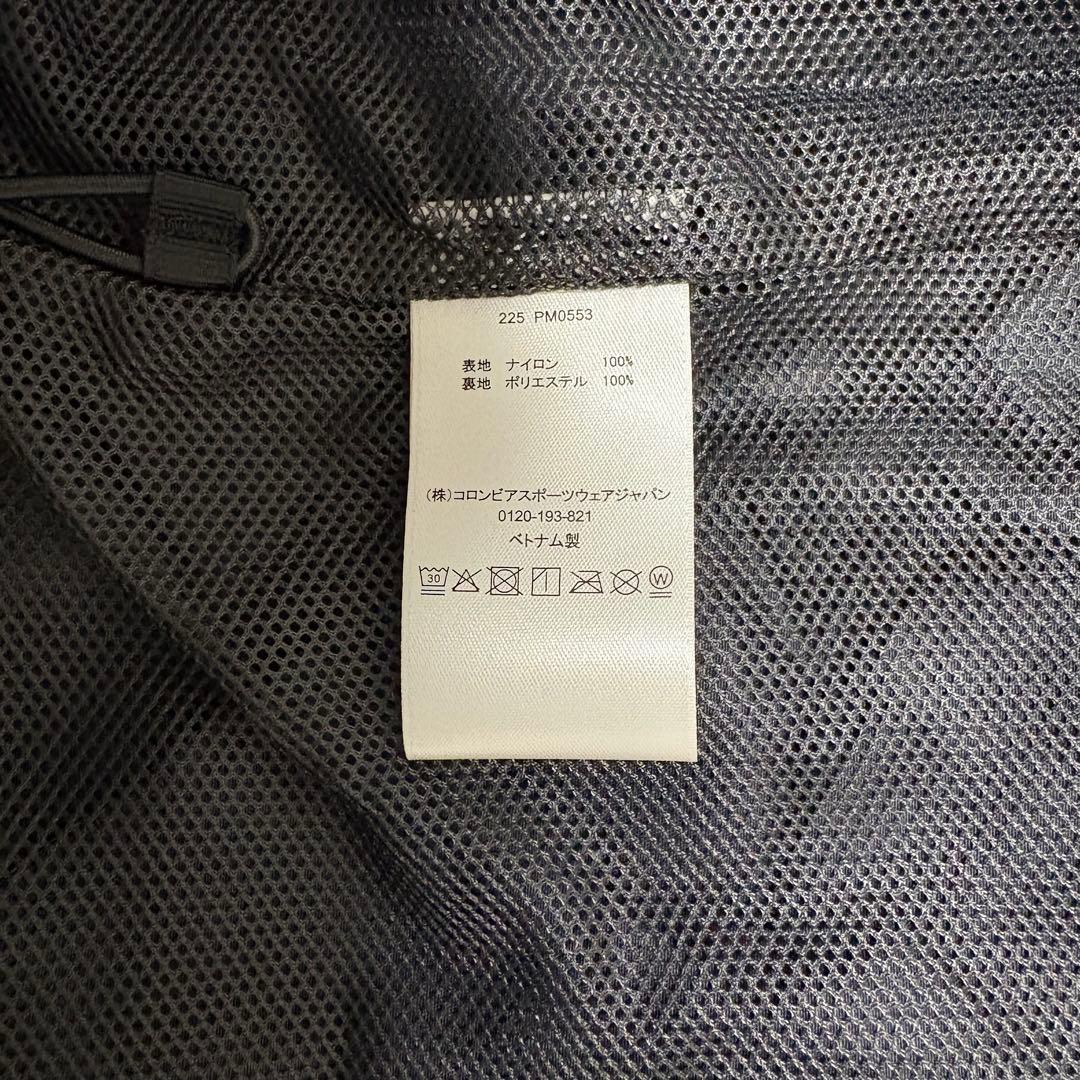 225 PM0553
表地 ナイロン 100%
裏地 ポリエステル 100%
(株)コロンビアスポーツウェアジャパン
0120-193-821
ベトナム製
30 W